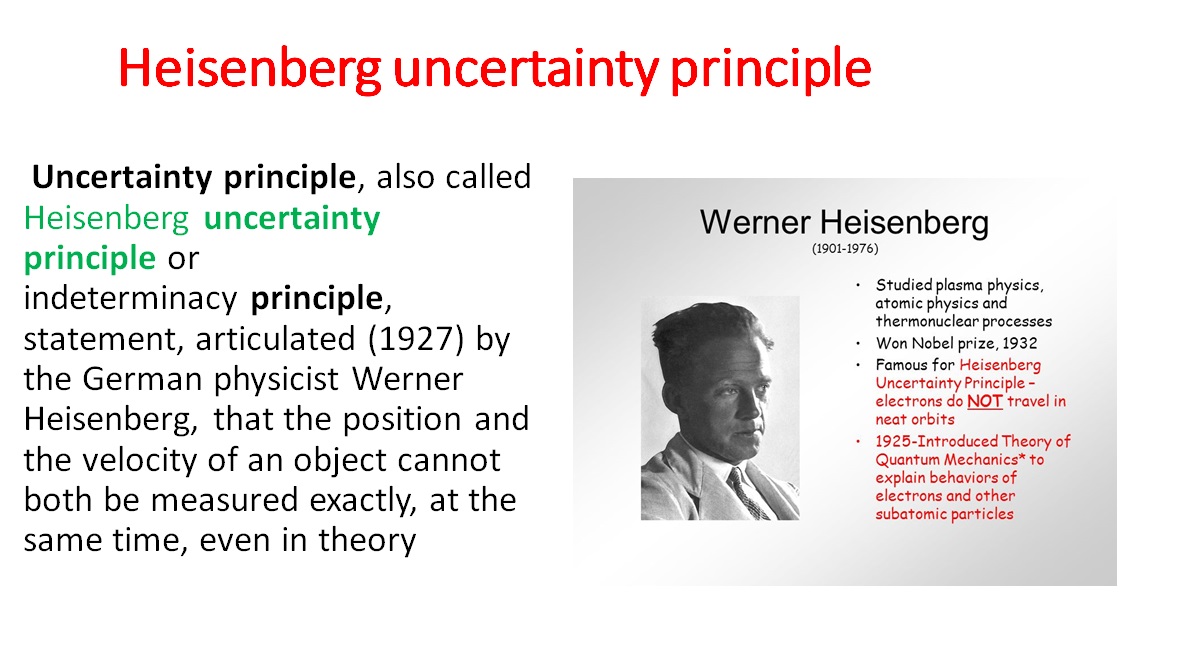 Heisenberg uncertainty principle
Uncertainty principle, also called
Heisenberg uncertainty
principle or
indeterminacy principle,
statement, articulated (1927) by
the German physicist Werner
Heisenberg, that the position and
the velocity of an object cannot
both be measured exactly, at the
same time, even in theory
Werner Heisenberg
(1901-1976)
• Studied plasma physics,
atomic physics and
thermonuclear processes
• Won Nobel prize, 1932
• Famous for Heisenberg
Uncertainty Principle –
electrons do NOT travel in
neat orbits
• 1925-Introduced Theory of
Quantum Mechanics* to
explain behaviors of
electrons and other
subatomic particles